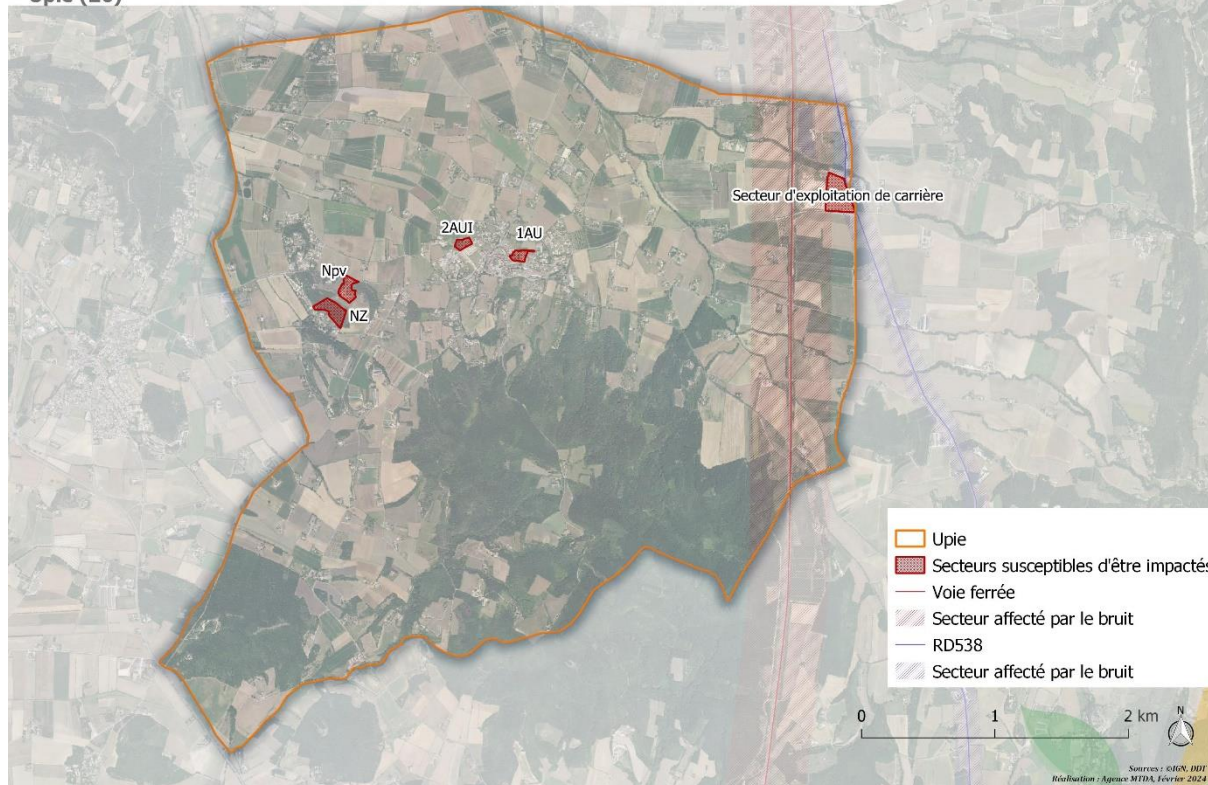 Upie (26)
Secteur d'exploitation de carrière
2AUI
1AU
Npv
NZ
Upie
Secteurs susceptibles d'être impactés
Voie ferrée
Secteur affecté par le bruit
RD538
Secteur affecté par le bruit
0 1 2 km
N
Sources : ©IGN, DDT
Réalisation : Agence MTDA, Février 2024